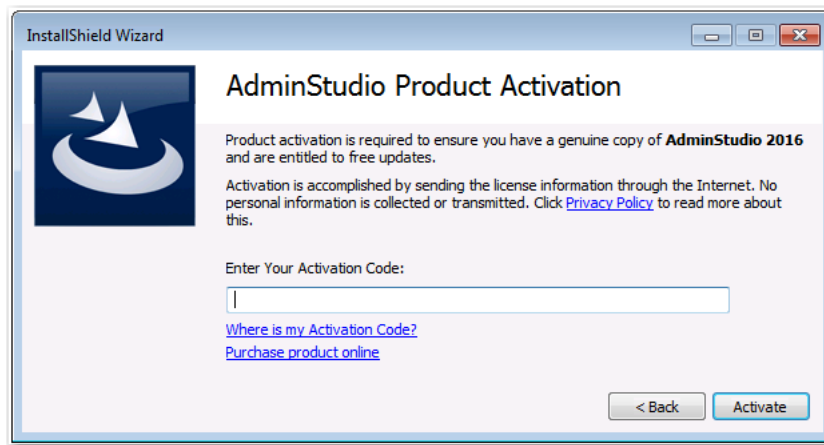 InstallShield Wizard
AdminStudio Product Activation
Product activation is required to ensure you have a genuine copy of AdminStudio 2016
and are entitled to free updates.
Activation is accomplished by sending the license information through the Internet. No
personal information is collected or transmitted. Click Privacy Policy to read more about
this.
Enter Your Activation Code:
Where is my Activation Code?
Purchase product online
< Back
Activate